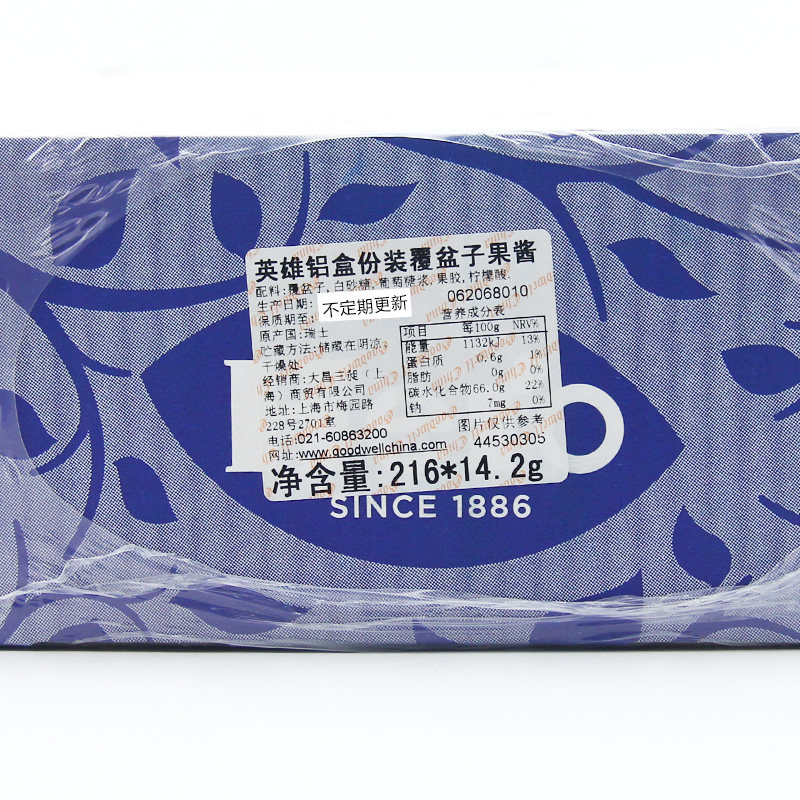 英雄铝盒份装覆盆子果酱
配料:覆盆子,白砂糖,葡萄糖浆,果胶,柠檬酸
生产日期:
062068010
不定期更新
保质期至:
营养成分表
原产国:瑞士
项目 每100g NRV%
能量 1132kJ 13%
贮藏方法:储藏在阴凉,
干燥处
蛋白质 0.6g 1%
脂肪 0g 0%
经销商:大昌三昶(上
海)商贸有限公司
碳水化合物66.0g 22%
钠 7mg 0%
地址:上海市梅园路
228号2701室
图片仅供参考
电话:021-60863200
44530305
网址:www.goodwellchina.com
净含量:216*14.2g
SINCE 1886